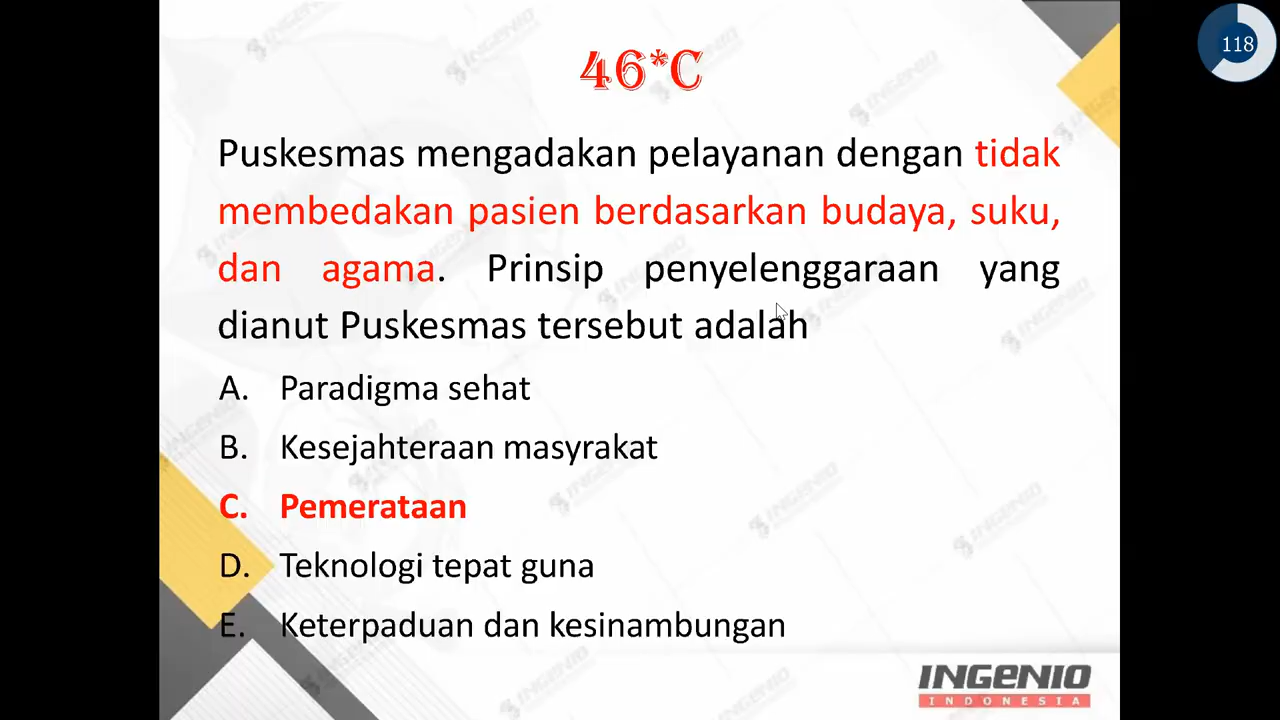 118
46*C
Puskesmas mengadakan pelayanan dengan tidak
membedakan pasien berdasarkan budaya, suku,
dan agama. Prinsip penyelenggaraan yang
dianut Puskesmas tersebut adalah
A. Paradigma sehat
B. Kesejahteraan masyrakat
C. Pemerataan
D. Teknologi tepat guna
E. Keterpaduan dan kesinambungan
INGENIO
INDONESIA